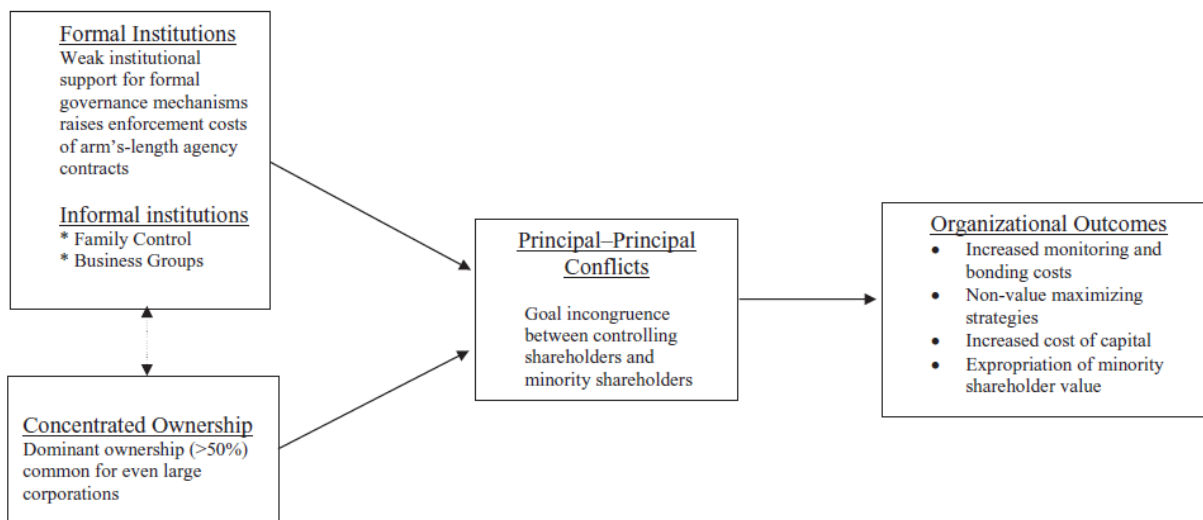 Formal Institutions
Weak institutional
support for formal
governance mechanisms
raises enforcement costs
of arm’s-length agency
contracts
Informal institutions
* Family Control
* Business Groups
Concentrated Ownership
Dominant ownership (>50%)
common for even large
corporations
Principal–Principal
Conflicts
Goal incongruence
between controlling
shareholders and
minority shareholders
Organizational Outcomes
● Increased monitoring and
bonding costs
● Non-value maximizing
strategies
● Increased cost of capital
● Expropriation of minority
shareholder value